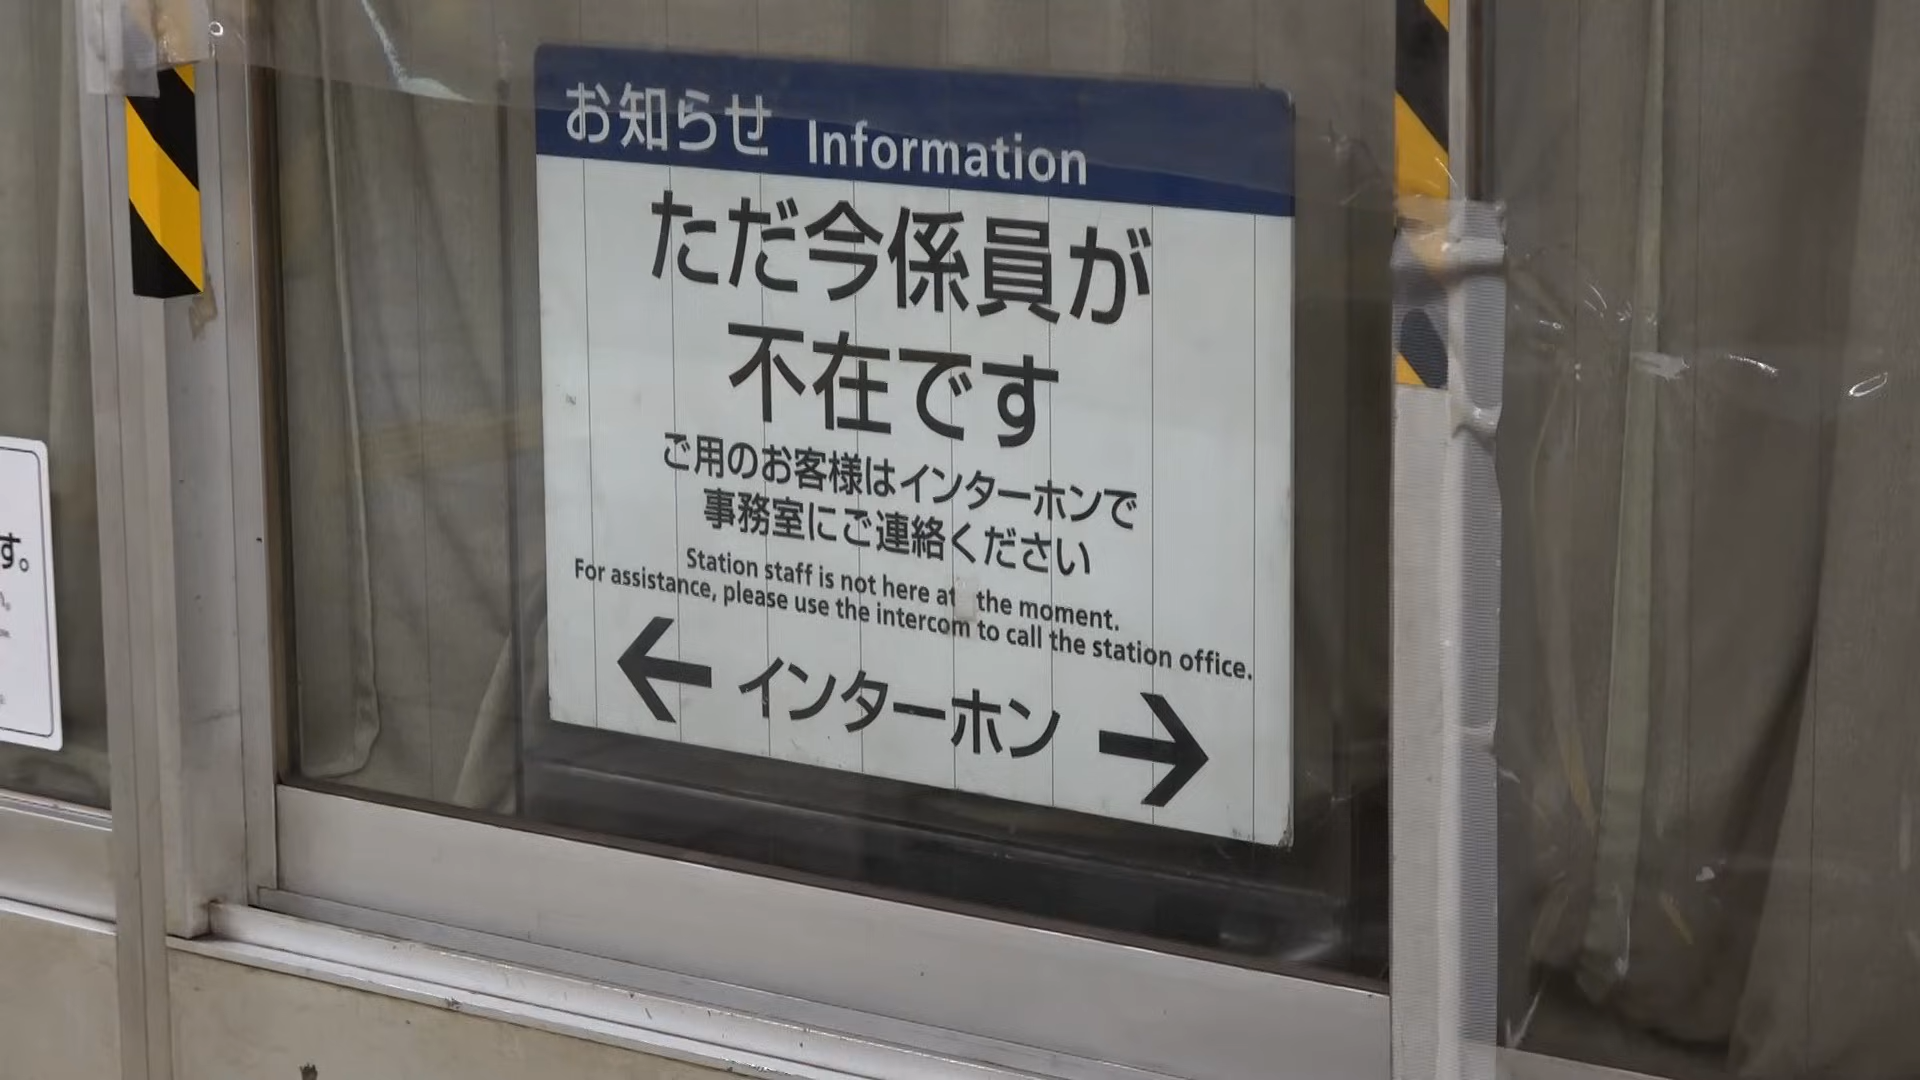 お知らせ Information
ただ今係員が
不在です
ご用のお客様はインターホンで
事務室にご連絡ください
Station staff is not here at the moment.
For assistance, please use the intercom to call the station office.
← インターホン →
す。